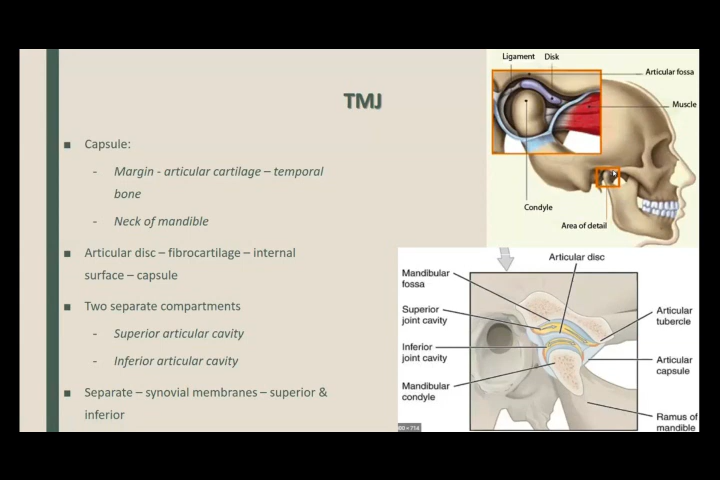 TMJ
Capsule:
- Margin - articular cartilage – temporal
bone
- Neck of mandible
Articular disc – fibrocartilage – internal
surface – capsule
Two separate compartments
- Superior articular cavity
- Inferior articular cavity
Separate – synovial membranes – superior &
inferior
Ligament
Disk
Articular fossa
Muscle
Condyle
Area of detail
Articular disc
Mandibular
fossa
Superior
joint cavity
Inferior
joint cavity
Mandibular
condyle
Articular
tubercle
Articular
capsule
Ramus of
mandible